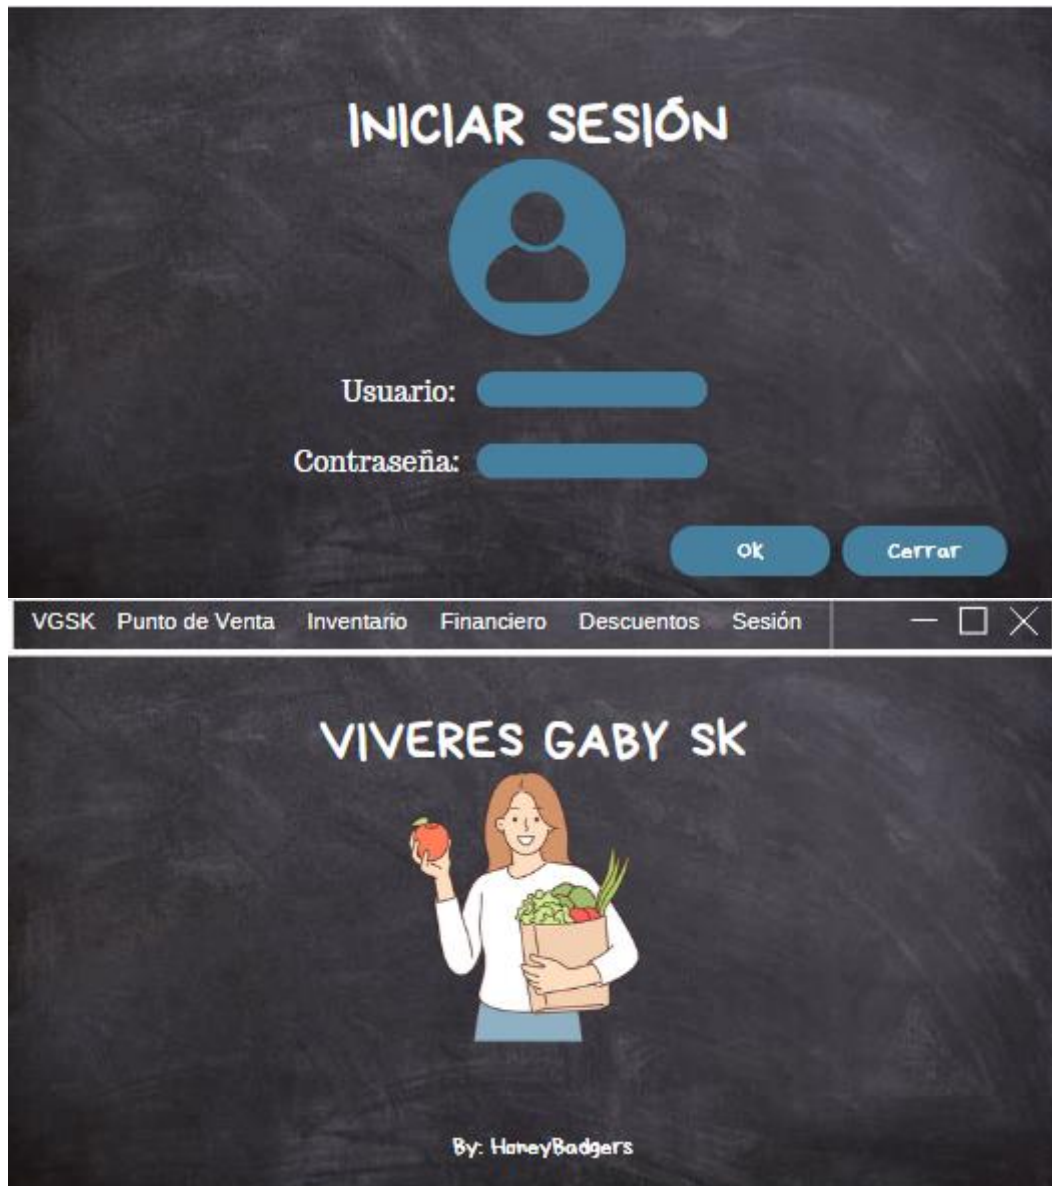 INICIAR SESIÓN
Usuario:
Contraseña:
Ok Cerrar
VGSK Punto de Venta Inventario Financiero Descuentos Sesión
VIVERES GABY SK
By: HoneyBadgers